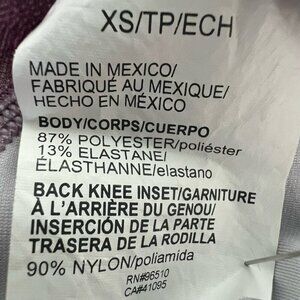 XS/TP/ECH
MADE IN MEXICO/
FABRIQUÉ AU MEXIQUE/
HECHO EN MÉXICO
BODY/CORPS/CUERPO
87% POLYESTER/poliéster
13% ELASTANE/
ÉLASTHANNE/elastano
BACK KNEE INSET/GARNITURE
À L'ARRIÈRE DU GENOU/
INSERCIÓN DE LA PARTE
TRASERA DE LA RODILLA
90% NYLON/poliamida
RN#96510
CA#41095